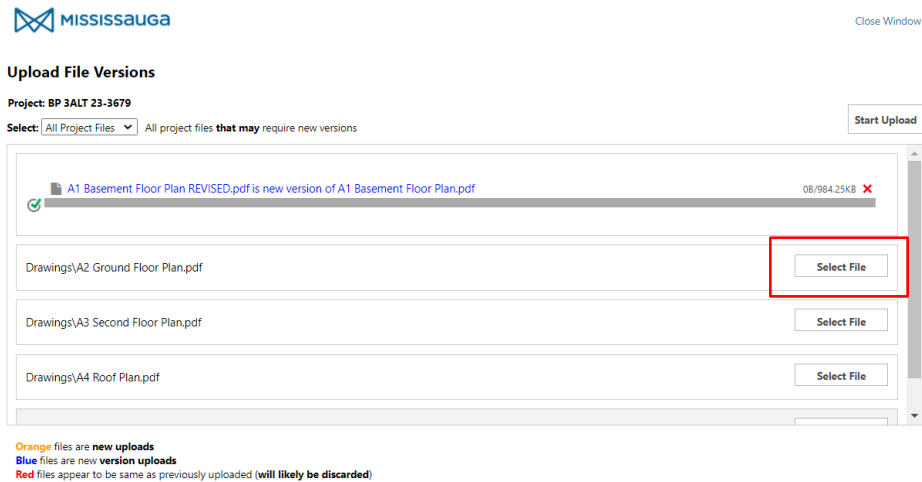 MISSISSAUGA
Close Window
Upload File Versions
Project: BP 3ALT 23-3679
Select: All Project Files All project files that may require new versions
Start Upload
A1 Basement Floor Plan REVISED.pdf is new version of A1 Basement Floor Plan.pdf
0B/984.25KB
Drawings\A2 Ground Floor Plan.pdf
Select File
Drawings\A3 Second Floor Plan.pdf
Select File
Drawings\A4 Roof Plan.pdf
Select File
Orange files are new uploads
Blue files are new version uploads
Red files appear to be same as previously uploaded (will likely be discarded)